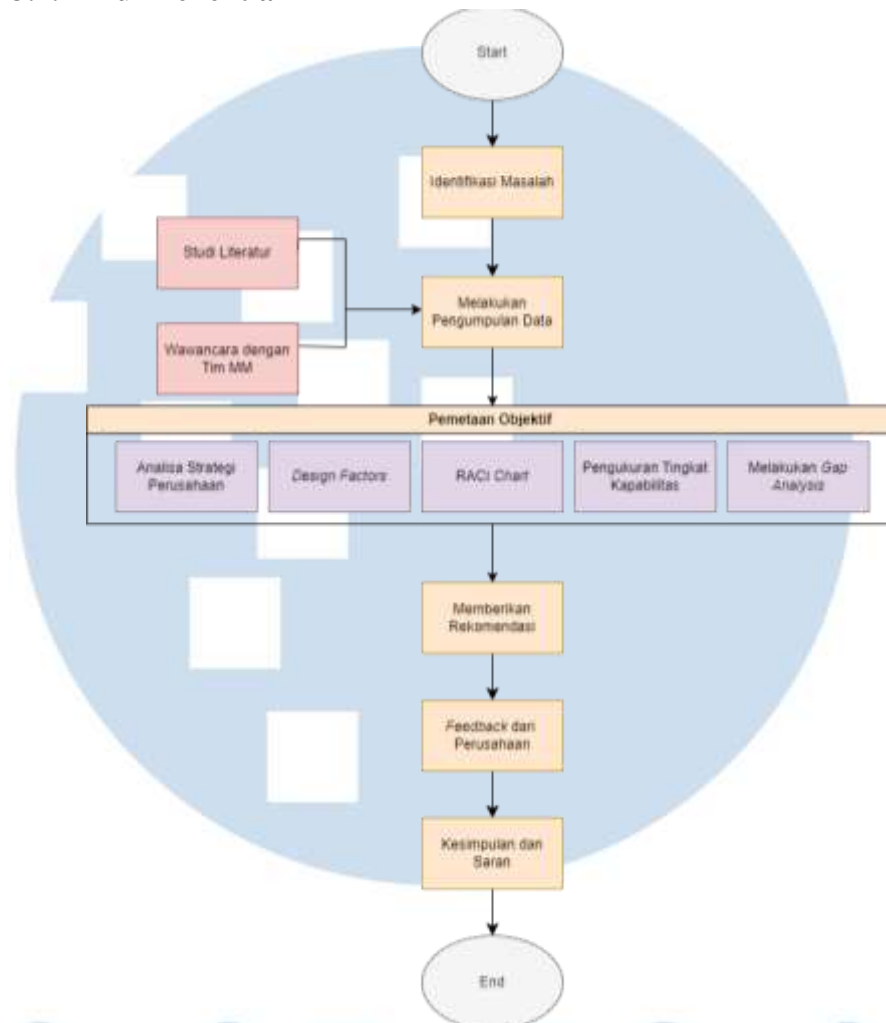 Start
Identifikasi Masalah
Studi Literatur
Melakukan
Pengumpulan Data
Wawancara dengan
Tim MM
Pemetaan Objektif
Analisa Strategi
Perusahaan
Design Factors
RACI Chart
Pengukuran Tingkat
Kapabilitas
Melakukan Gap
Analysis
Memberikan
Rekomendasi
Feedback dari
Perusahaan
Kesimpulan dan
Saran
End